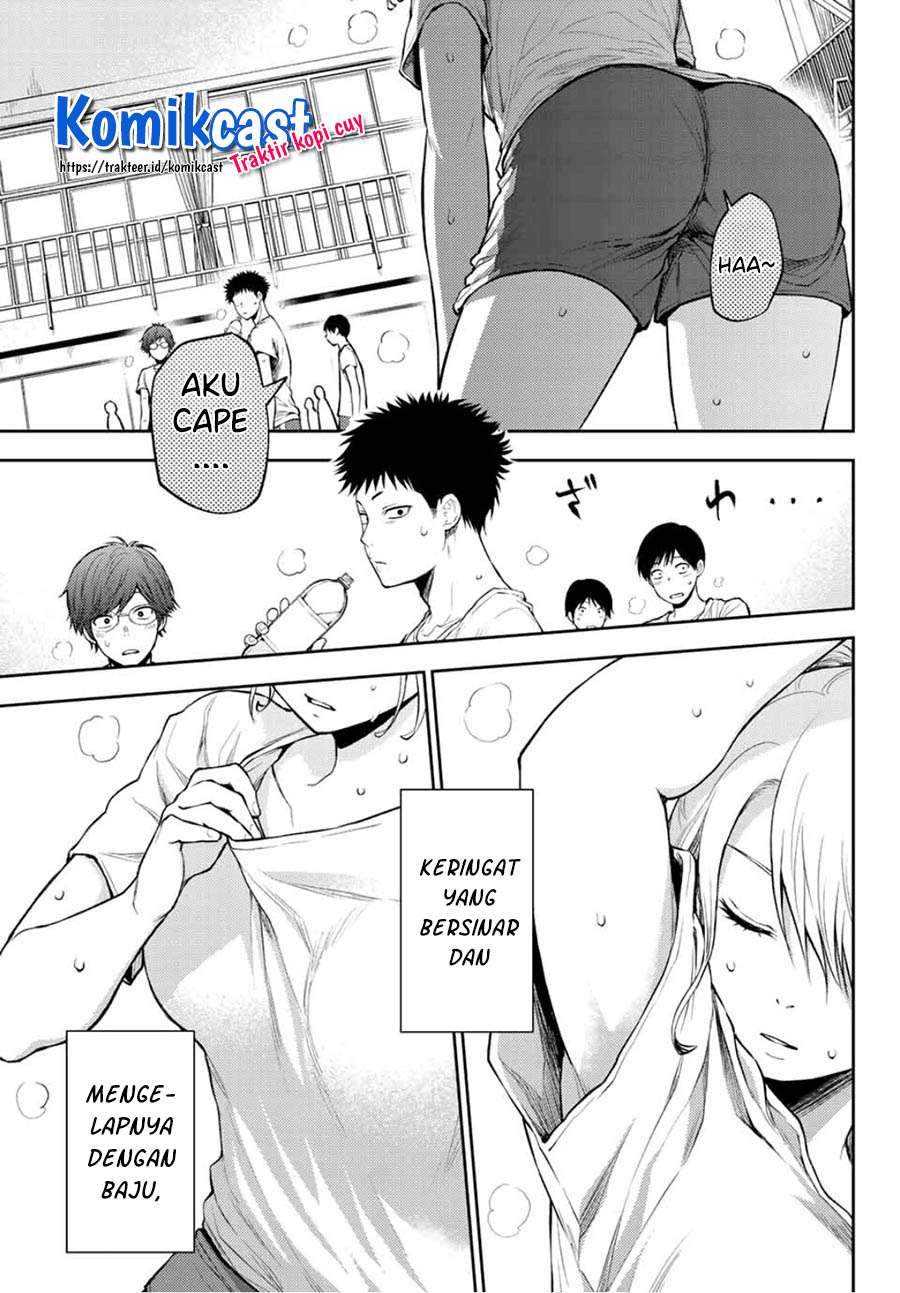 Komikcast
Traktir kopi cuy
https://trakteer.id/komikcast
HAA~
AKU
CAPE
....
ざ わ ・・・・
KERINGAT
YANG
BERSINAR
DAN
MENGE-
LAPNYA
DENGAN
BAJU,